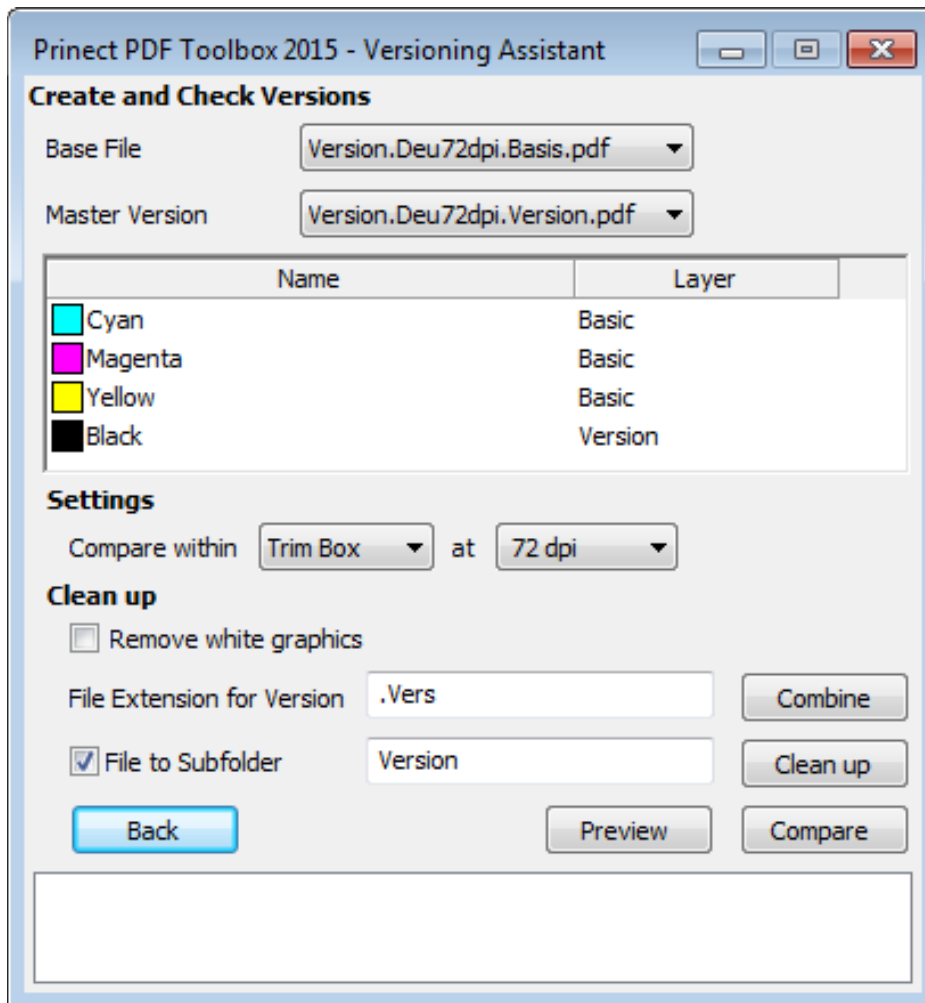 Prinect PDF Toolbox 2015 - Versioning Assistant
Create and Check Versions
Base File Version.Deu72dpi.Basis.pdf
Master Version Version.Deu72dpi.Version.pdf
Name Layer
Cyan Basic
Magenta Basic
Yellow Basic
Black Version
Settings
Compare within Trim Box at 72 dpi
Clean up
Remove white graphics
File Extension for Version .Vers Combine
File to Subfolder Version Clean up
Back Preview Compare